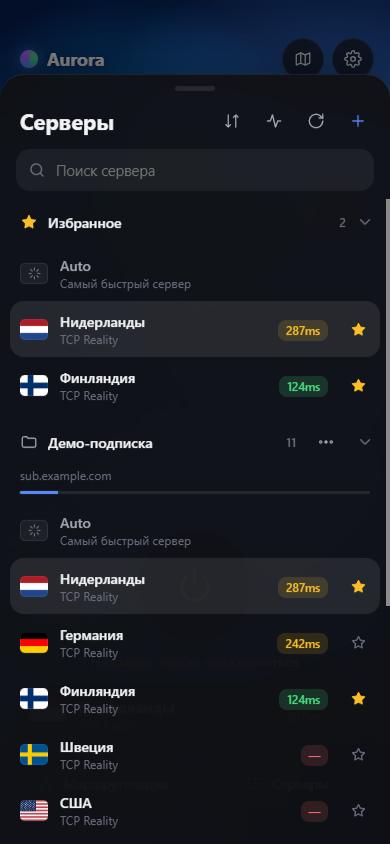 Aurora
Серверы
Поиск сервера
Избранное 2
Auto
Самый быстрый сервер
Нидерланды
TCP Reality
287ms
Финляндия
TCP Reality
124ms
Демо-подписка 11
sub.example.com
Auto
Самый быстрый сервер
Нидерланды
TCP Reality
287ms
Германия
TCP Reality
242ms
Финляндия
TCP Reality
124ms
Швеция
TCP Reality
—
США
TCP Reality
—